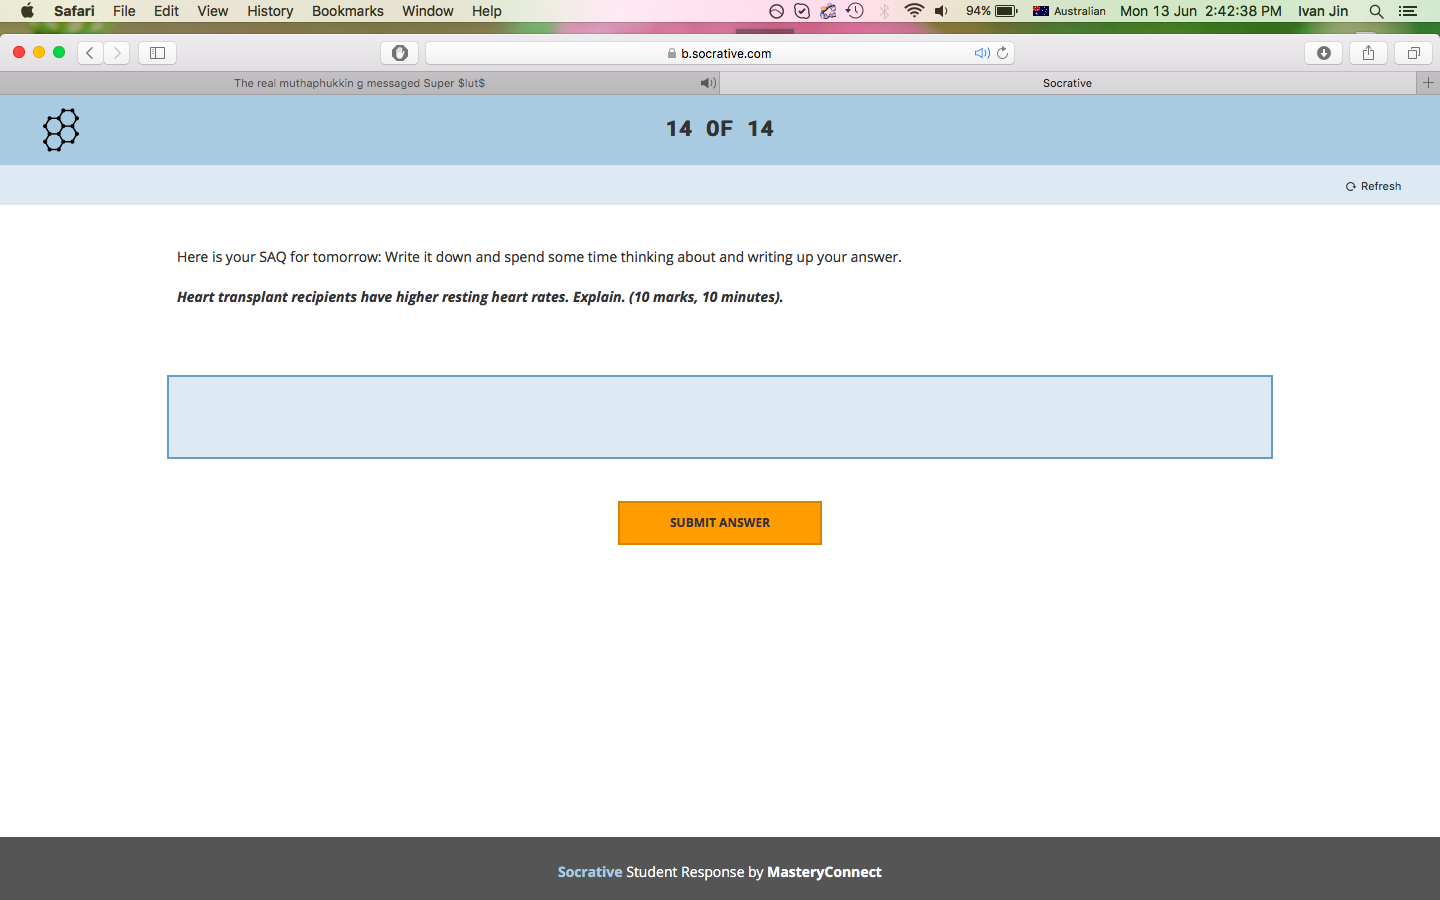 Safari File Edit View History Bookmarks Window Help 94% Australian Mon 13 Jun 2:42:38 PM Ivan Jin
b.socrative.com
The real muthaphukkin g messaged Super $lut$ Socrative
14 OF 14
Refresh
Here is your SAQ for tomorrow: Write it down and spend some time thinking about and writing up your answer.
Heart transplant recipients have higher resting heart rates. Explain. (10 marks, 10 minutes).
SUBMIT ANSWER
Socrative Student Response by MasteryConnect